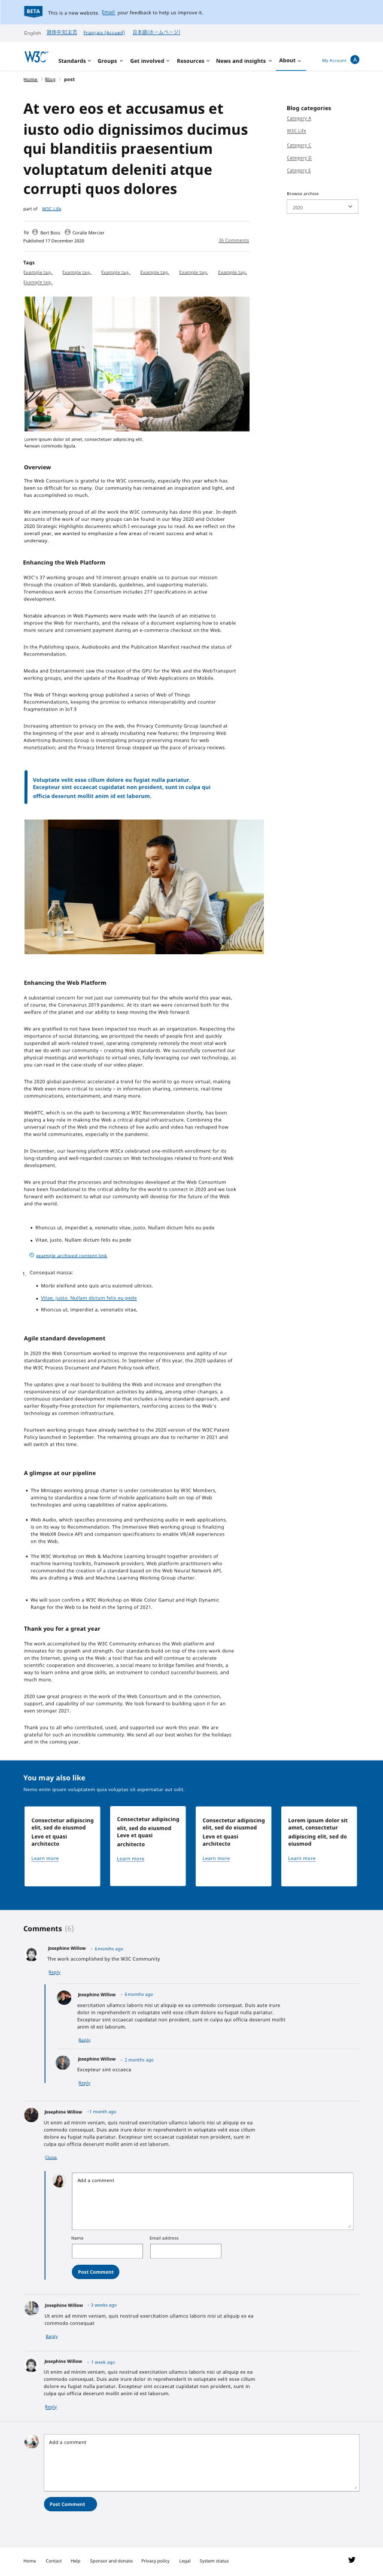 BETA This is a new website. Email your feedback to help us improve it.
English 简体中文主页 Français (Accueil) 日本語(ホームページ)
W3C Standards Groups Get involved Resources News and insights About My Account A
Home Blog post
At vero eos et accusamus et
iusto odio dignissimos ducimus
qui blanditiis praesentium
voluptatum deleniti atque
corrupti quos dolores
part of W3C Life
by Bert Boss Coralie Mercier
Published 17 December 2020
36 Comments
Blog categories
Category A
W3C Life
Category C
Category D
Category E
Browse archive
2020
Tags
Example tag, Example tag, Example tag, Example tag, Example tag, Example tag,
Example tag,
Lorem ipsum dolor sit amet, consectetuer adipiscing elit.
Aenean commodo ligula.
Overview
The Web Consortium is grateful to the W3C community, especially this year which has
been so difficult for so many. Our community has remained an inspiration and light, and
has accomplished so much.
We are immensely proud of all the work the W3C community has done this year. In-depth
accounts of the work of our many groups can be found in our May 2020 and October
2020 Strategic Highlights documents which I encourage you to read. As we reflect on the
overall year, we wanted to emphasize a few areas of recent success and what is
underway.
Enhancing the Web Platform
W3C's 37 working groups and 10 interest groups enable us to pursue our mission
through the creation of Web standards, guidelines, and supporting materials.
Tremendous work across the Consortium includes 277 specifications in active
development.
Notable advances in Web Payments were made with the launch of an initiative to
improve the Web for merchants, and the release of a document explaining how to enable
more secure and convenient payment during an e-commerce checkout on the Web.
In the Publishing space, Audiobooks and the Publication Manifest reached the status of
Recommendation.
Media and Entertainment saw the creation of the GPU for the Web and the WebTransport
working groups, and the update of the Roadmap of Web Applications on Mobile.
The Web of Things working group published a series of Web of Things
Recommendations, keeping the promise to enhance interoperability and counter
fragmentation in IoT.§
Increasing attention to privacy on the web, the Privacy Community Group launched at
the beginning of the year and is already incubating new features; the Improving Web
Advertising Business Group is investigating privacy-preserving means for web
monetization; and the Privacy Interest Group stepped up the pace of privacy reviews.
Voluptate velit esse cillum dolore eu fugiat nulla pariatur.
Excepteur sint occaecat cupidatat non proident, sunt in culpa qui
officia deserunt mollit anim id est laborum.
Enhancing the Web Platform
A substantial concern for not just our community but for the whole world this year was,
of course, the Coronavirus 2019 pandemic. At its start we were concerned both for the
welfare of the planet and our ability to keep moving the Web forward.
We are gratified to not have been impacted too much as an organization. Respecting the
importance of social distancing, we prioritized the needs of people first and quickly
suspended all work-related travel, operating completely remotely yet the most vital work
that we do with our community – creating Web standards. We successfully converted our
physical meetings and workshops to virtual ones, and built our own leveraging the Web, as
you can read in the case-study of our video player.
The 2020 global pandemic accelerated a trend for the world to go more virtual, making
the Web even more critical to society – in information sharing, commerce, real-time
communications, entertainment, and many more.
WebRTC, which is on the path to becoming a W3C Recommendation shortly, has been
playing a key role in making the Web a critical digital infrastructure. Combining the
universal reach of the Web and the richness of live audio and video has reshaped how
the world communicates, especially in the pandemic.
In December, our learning platform W3Cx celebrated one-millionth enrollment for its
long-standing and well-regarded courses on Web technologies related to front-end Web
development.
We are proud that the processes and technologies developed at the Web Consortium
have been foundational to the critical ability for the world to connect in 2020 and we look
forward with excitement to what our community will develop for the future of the Web
and the world.
Rhoncus ut, imperdiet a, venenatis vitae, justo. Nullam dictum felis eu pede
Vitae, justo. Nullam dictum felis eu pede
example archived content link
1. Consequat massa:
Morbi eleifend ante quis arcu euismod ultrices.
Vitae, justo. Nullam dictum felis eu pede
Rhoncus ut, imperdiet a, venenatis vitae,
Agile standard development
In 2020 the Web Consortium worked to improve the responsiveness and agility of our
standardization processes and practices. In September of this year, the 2020 updates of
the W3C Process Document and Patent Policy took effect.
The updates give a real boost to building the Web and increase and strengthen the
responsiveness of our standardization activities by adding, among other changes, a
continuous development mode that includes a living standard approach, and earlier
earlier Royalty-Free protection for implementers, reinforcing access to the Web's
technology as common infrastructure.
Fourteen working groups have already switched to the 2020 version of the W3C Patent
Policy launched in September. The remaining groups are due to recharter in 2021 and
will switch at this time.
A glimpse at our pipeline
The Miniapps working group charter is under consideration by W3C Members,
aiming to standardize a new form of mobile applications built on top of Web
technologies and using capabilities of native applications.
Web Audio, which specifies processing and synthesizing audio in web applications,
is on its way to Recommendation. The Immersive Web working group is finalizing
the WebXR Device API and companion specifications to enable VR/AR experiences
on the Web.
The W3C Workshop on Web & Machine Learning brought together providers of
machine learning toolkits, framework providers, Web platform practitioners who
recommended the creation of a standard based on the Web Neural Network API.
We are drafting a Web and Machine Learning Working Group charter.
We will soon confirm a W3C Workshop on Wide Color Gamut and High Dynamic
Range for the Web to be held in the Spring of 2021.
Thank you for a great year
The work accomplished by the W3C Community enhances the Web platform and
innovates for its growth and strength. Our standards build on top of the core work done
on the Internet, giving us the Web: a tool that has and will continue to accelerate
scientific cooperation and discoveries, a social means to bridge families and friends, a
way to learn online and grow skills, an instrument to conduct successful business, and
much more.
2020 saw great progress in the work of the Web Consortium and in the connection,
support, and capability of our community. We look forward to building upon it for an
even stronger 2021.
Thank you to all who contributed, used, and supported our work this year. We are
grateful for such an incredible community. We send all our best wishes for the holidays
and in the coming year.
You may also like
Nemo enim ipsum voluptatem quia voluptas sit aspernatur aut odit.
Consectetur adipiscing
elit, sed do eiusmod
Leve et quasi
architecto
Learn more
Consectetur adipiscing
elit, sed do eiusmod
Leve et quasi
architecto
Learn more
Consectetur adipiscing
elit, sed do eiusmod
Leve et quasi
architecto
Learn more
Lorem ipsum dolor sit
amet, consectetur
adipiscing elit, sed do
eiusmod
Learn more
Comments (6)
Josephine Willow - 6 months ago
The work accomplished by the W3C Community
Reply
Josephine Willow - 4 months ago
exercitation ullamco laboris nisi ut aliquip ex ea commodo consequat. Duis aute irure
dolor in reprehenderit in voluptate velit esse cillum dolore eu fugiat nulla pariatur.
Excepteur sint occaecat cupidatat non proident, sunt in culpa qui officia deserunt mollit
anim id est laborum.
Reply
Josephine Willow - 2 months ago
Excepteur sint occaeca
Reply
Josephine Willow -1 month ago
Ut enim ad minim veniam, quis nostrud exercitation ullamco laboris nisi ut aliquip ex ea
commodo consequat. Duis aute irure dolor in reprehenderit in voluptate velit esse cillum
dolore eu fugiat nulla pariatur. Excepteur sint occaecat cupidatat non proident, sunt in
culpa qui officia deserunt mollit anim id est laborum.
Close
Add a comment
Name Email address
Post Comment
Josephine Willow - 3 weeks ago
Ut enim ad minim veniam, quis nostrud exercitation ullamco laboris nisi ut aliquip ex ea
commodo consequat
Reply
Josephine Willow - 1 week ago
Ut enim ad minim veniam, quis nostrud exercitation ullamco laboris nisi ut aliquip ex ea
commodo consequat. Duis aute irure dolor in reprehenderit in voluptate velit esse cillum
dolore eu fugiat nulla pariatur. Excepteur sint occaecat cupidatat non proident, sunt in
culpa qui officia deserunt mollit anim id est laborum.
Reply
Add a comment
Post Comment
Home Contact Help Sponsor and donate Privacy policy Legal System status